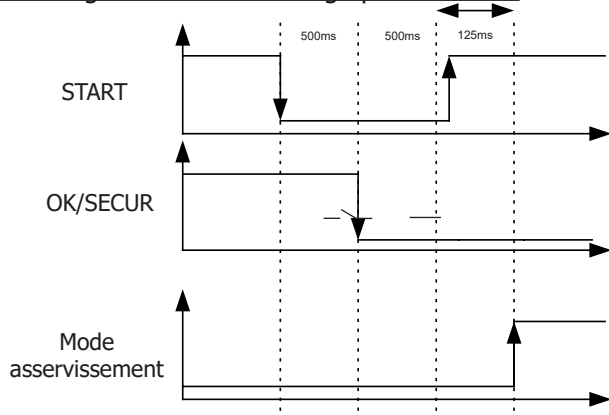 500ms 500ms 125ms
START
OK/SECUR
Mode
asservissement